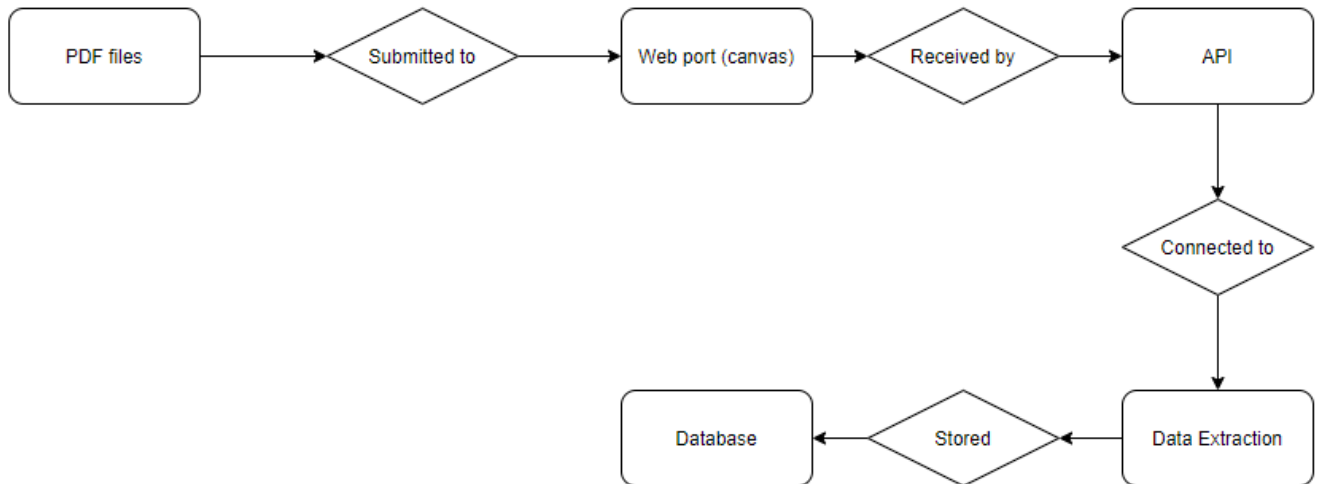 PDF files
Submitted to
Web port (canvas)
Received by
API
Connected to
Data Extraction
Stored
Database